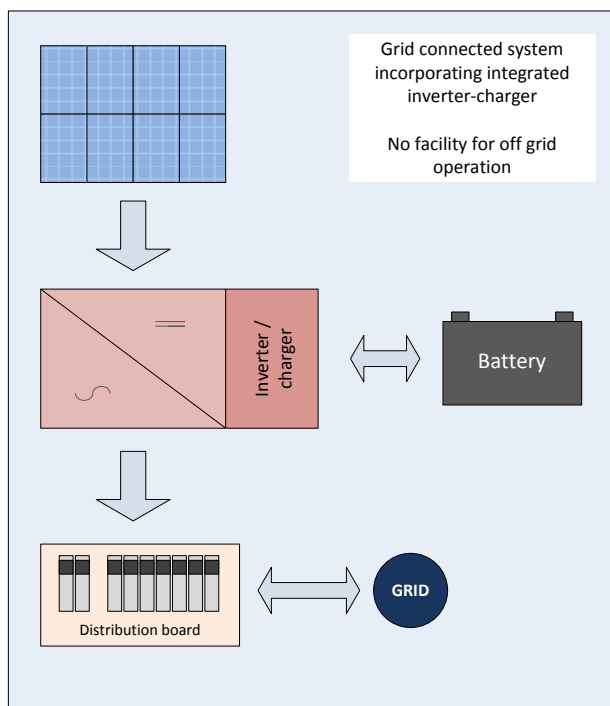 Grid connected system
incorporating integrated
inverter-charger
No facility for off grid
operation
Inverter /
charger
Battery
Distribution board
GRID